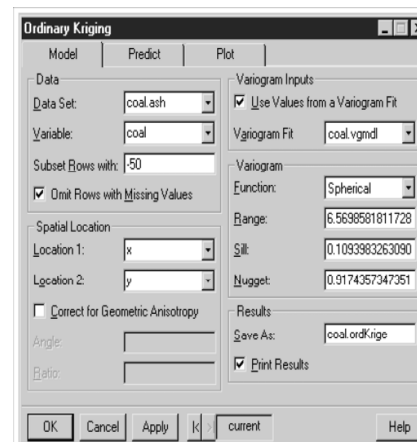 Ordinary Kriging
Model Predict Plot
Data
Data Set: coal.ash
Variable: coal
Subset Rows with: -50
Omit Rows with Missing Values
Spatial Location
Location 1: x
Location 2: y
Correct for Geometric Anisotropy
Angle:
Ratio:
Variogram Inputs
Use Values from a Variogram Fit
Variogram Fit coal.vgmdl
Variogram
Function: Spherical
Range: 6.5698581811728
Sill: 0.1093983263090
Nugget: 0.9174357347351
Results
Save As: coal.ordKrige
Print Results
OK Cancel Apply current Help